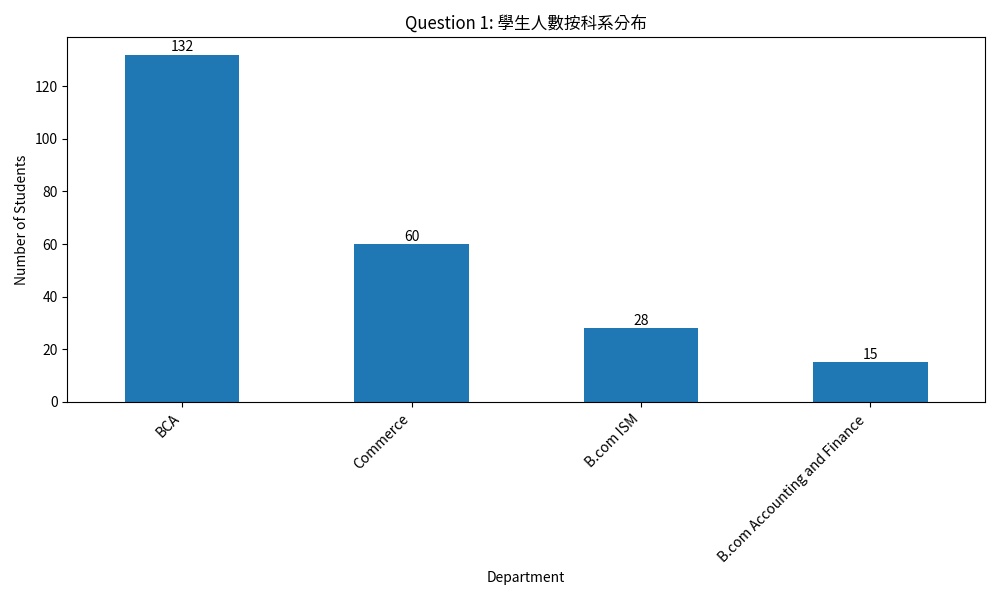 Question 1: 學生人數按科系分布
132
60
28
15
120
100
80
60
40
20
0
Number of Students
BCA
Commerce
B.com ISM
B.com Accounting and Finance
Department